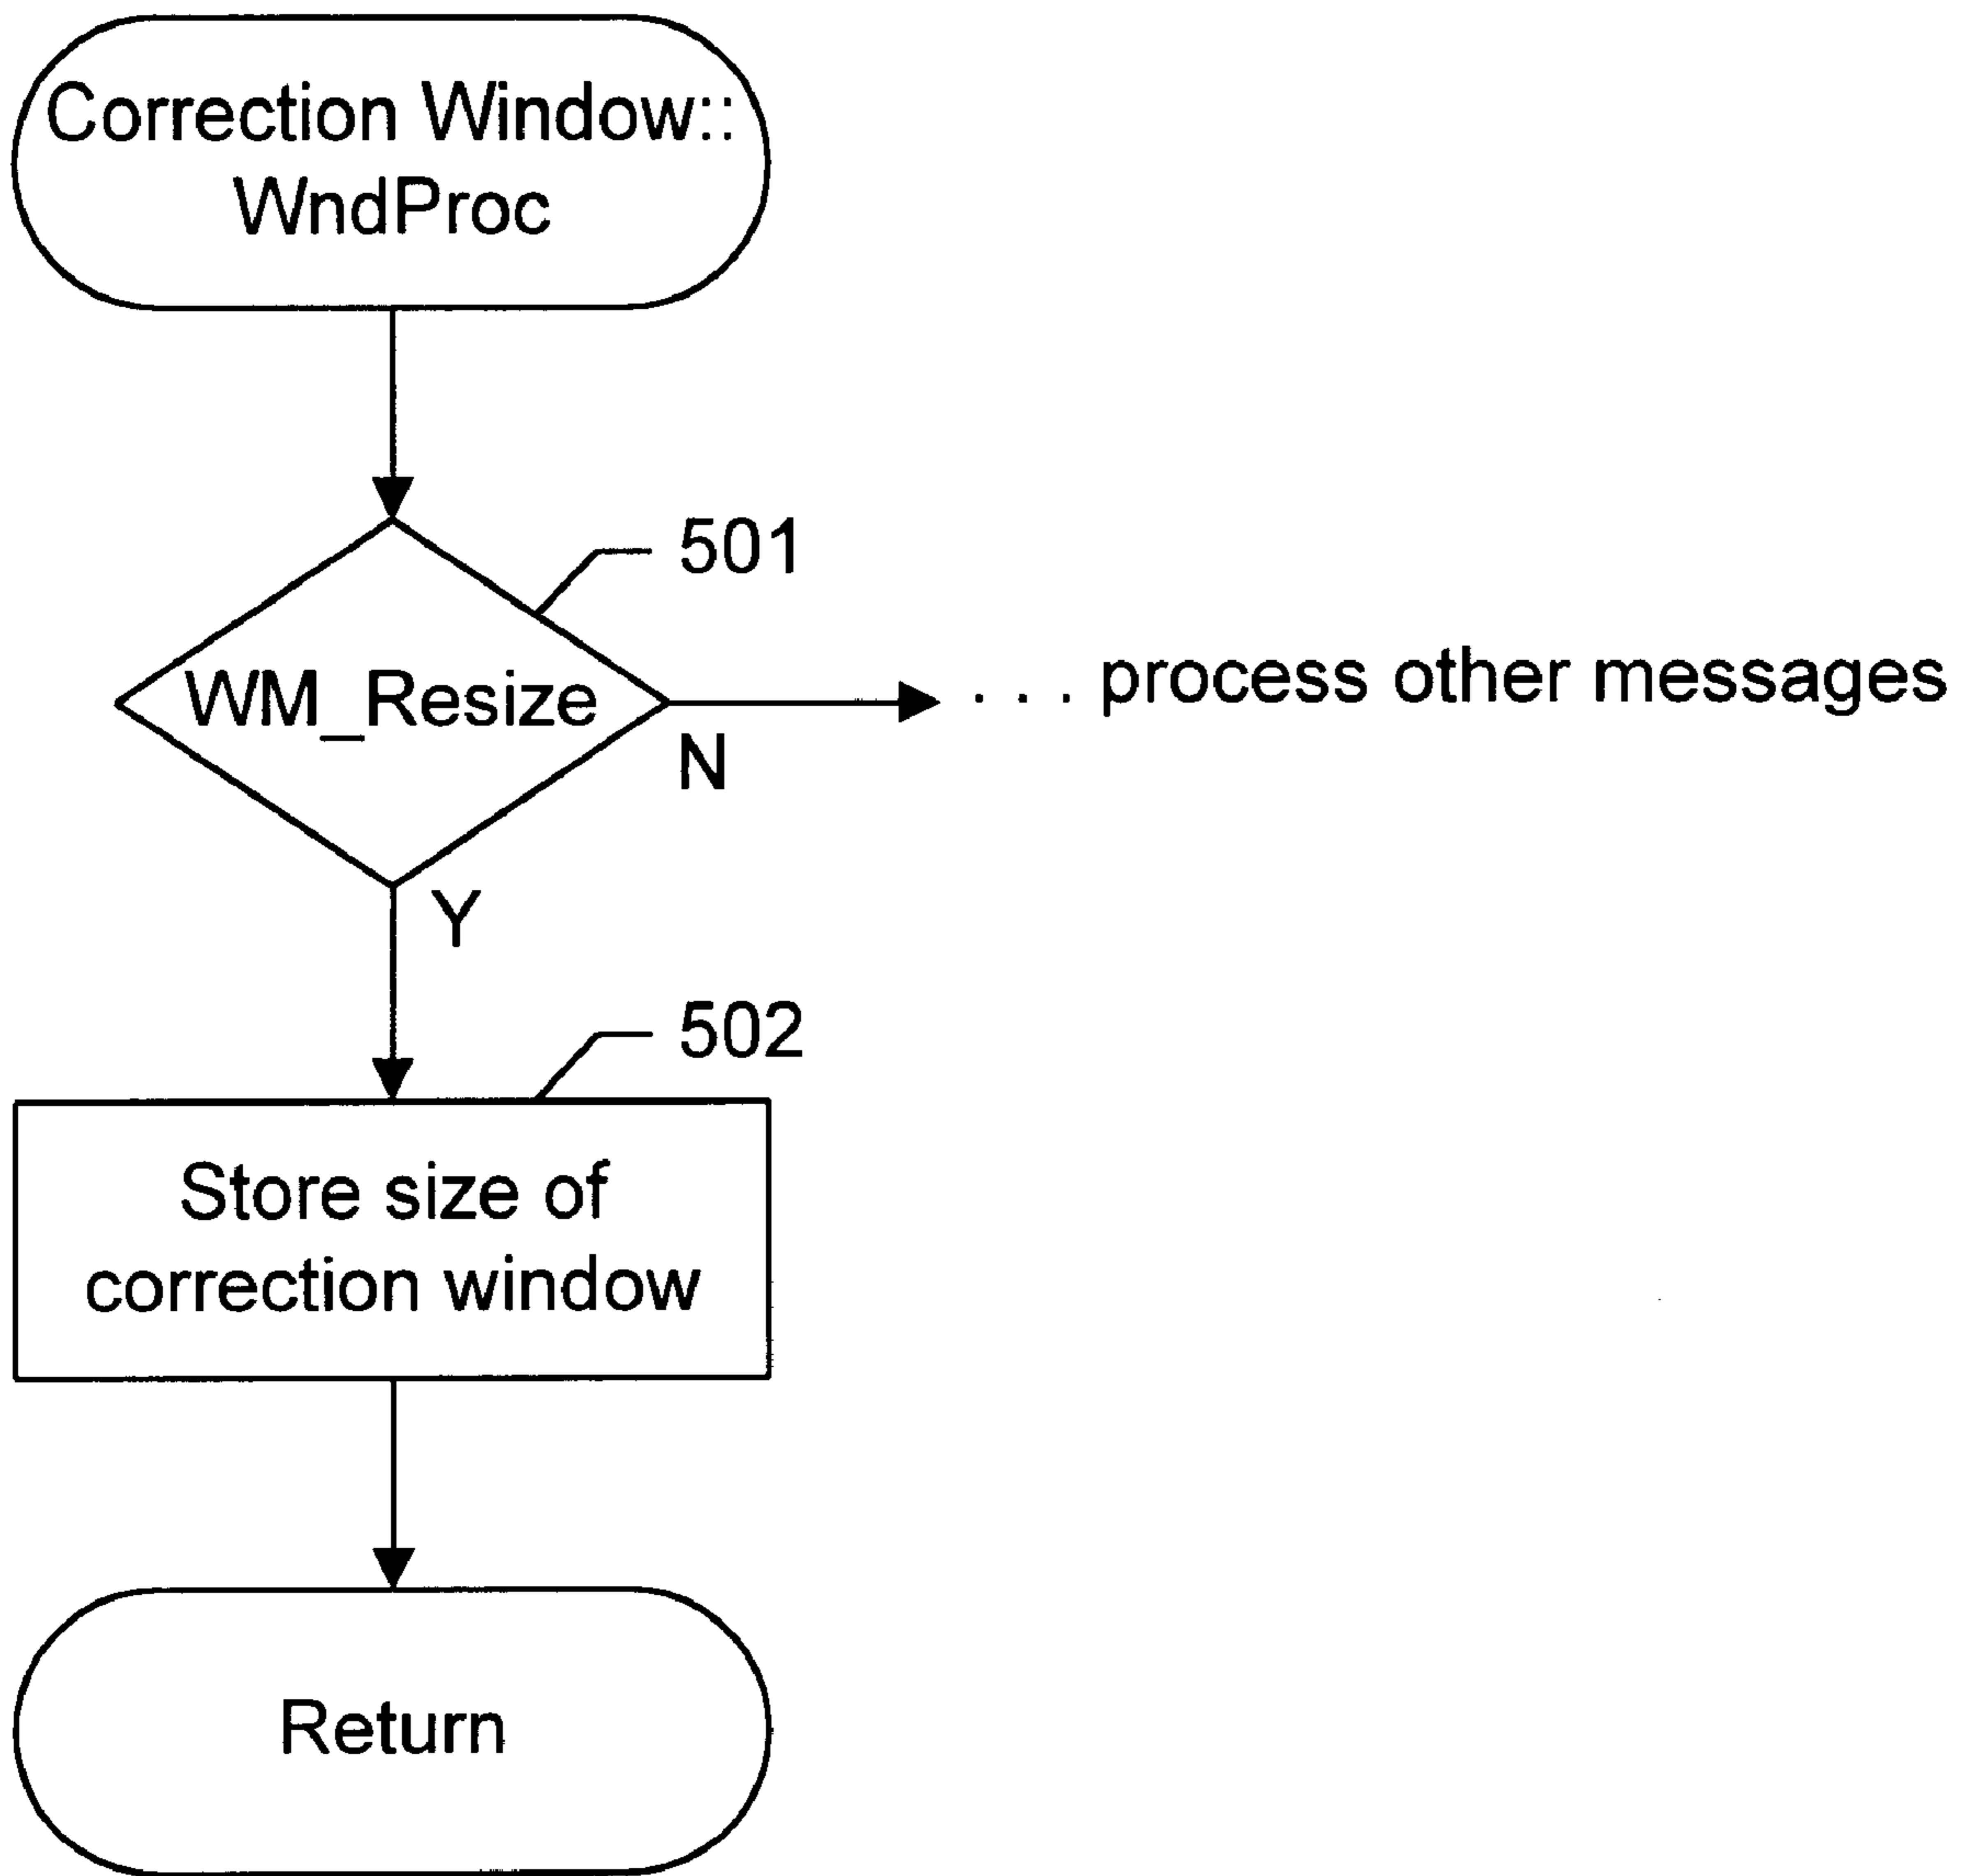 Correction Window::
WndProc
501
WM_Resize
. . . process other messages
N
Y
502
Store size of
correction window
Return